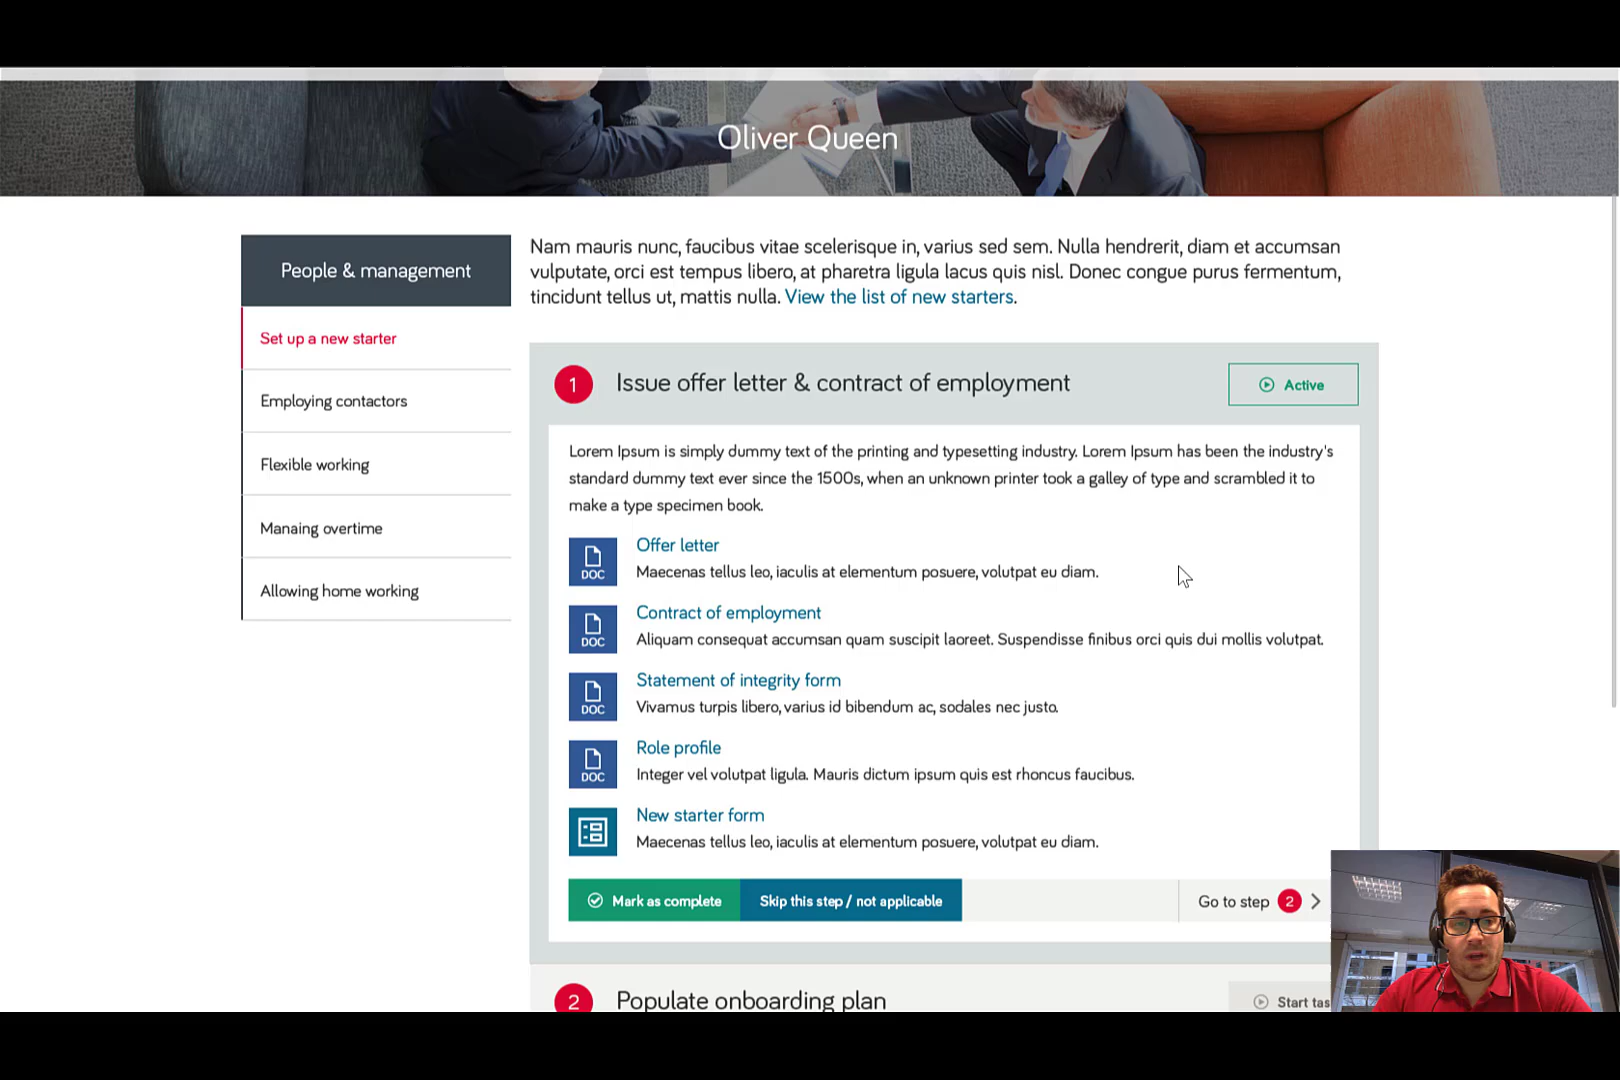 Oliver Queen
People & management
Set up a new starter
Employing contactors
Flexible working
Manaing overtime
Allowing home working
Nam mauris nunc, faucibus vitae scelerisque in, varius sed sem. Nulla hendrerit, diam et accumsan
vulputate, orci est tempus libero, at pharetra ligula lacus quis nisl. Donec congue purus fermentum,
tincidunt tellus ut, mattis nulla. View the list of new starters.
1 Issue offer letter & contract of employment Active
Lorem Ipsum is simply dummy text of the printing and typesetting industry. Lorem Ipsum has been the industry's
standard dummy text ever since the 1500s, when an unknown printer took a galley of type and scrambled it to
make a type specimen book.
Offer letter
DOC Maecenas tellus leo, iaculis at elementum posuere, volutpat eu diam.
Contract of employment
DOC Aliquam consequat accumsan quam suscipit laoreet. Suspendisse finibus orci quis dui mollis volutpat.
Statement of integrity form
DOC Vivamus turpis libero, varius id bibendum ac, sodales nec justo.
Role profile
DOC Integer vel volutpat ligula. Mauris dictum ipsum quis est rhoncus faucibus.
New starter form
Maecenas tellus leo, iaculis at elementum posuere, volutpat eu diam.
Mark as complete Skip this step / not applicable Go to step 2
2 Populate onboarding plan Start tas